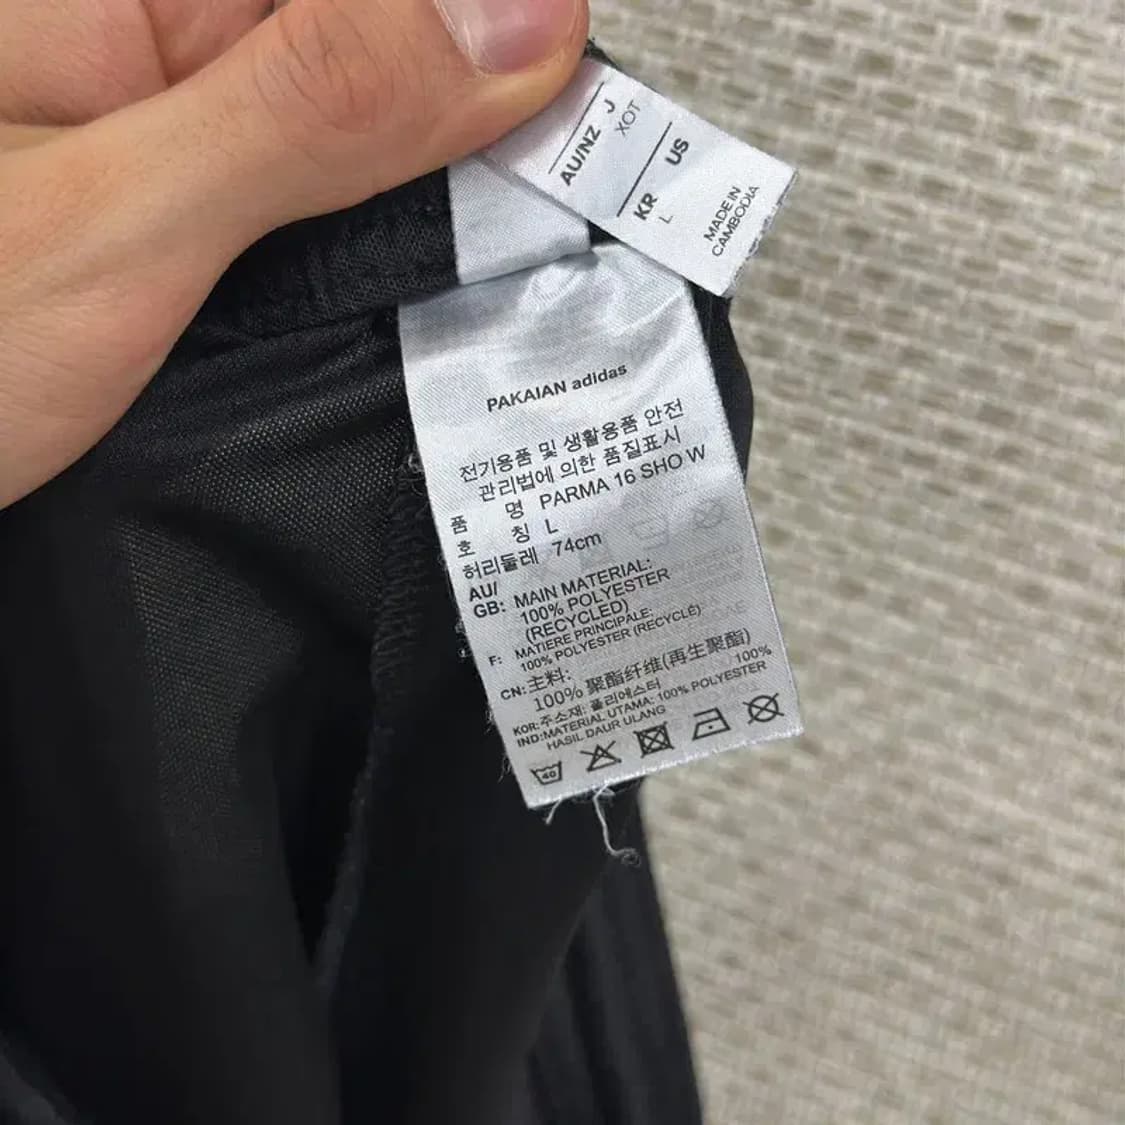 AU/NZ
J
XOT
KR
US
L
MADE IN
CAMBODIA
PAKAIAN adidas
전기용품 및 생활용품 안전
관리법에 의한 품질표시
품 명 PARMA 16 SHO W
호 칭 L
허리둘레 74cm
AU/
GB: MAIN MATERIAL:
100% POLYESTER
(RECYCLED)
F: MATIERE PRINCIPALE:
100% POLYESTER (RECYCLÉ)
CN: 主料:
100% 聚酯纤维(再生聚酯)
KOR: 주소재: 폴리에스터 100%
IND: MATERIAL UTAMA: 100% POLYESTER
HASIL DAUR ULANG
40